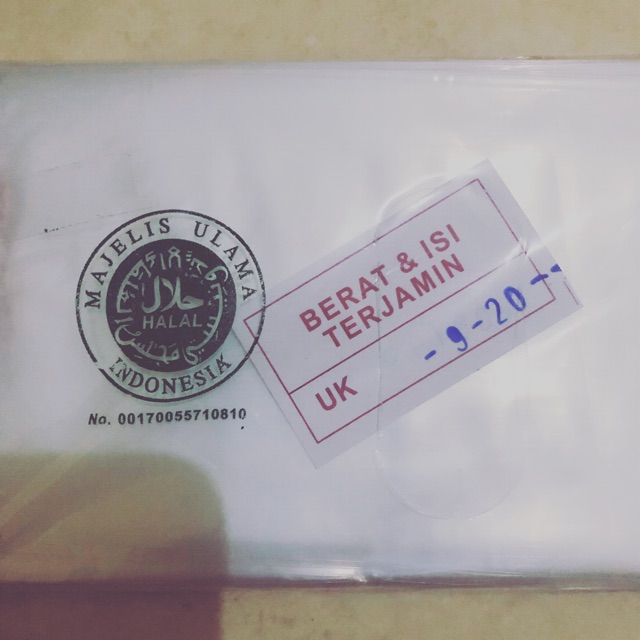 MAJELIS ULAMA
حلال
HALAL
INDONESIA
No. 00170055710810
BERAT & ISI
TERJAMIN
UK
-9-20--